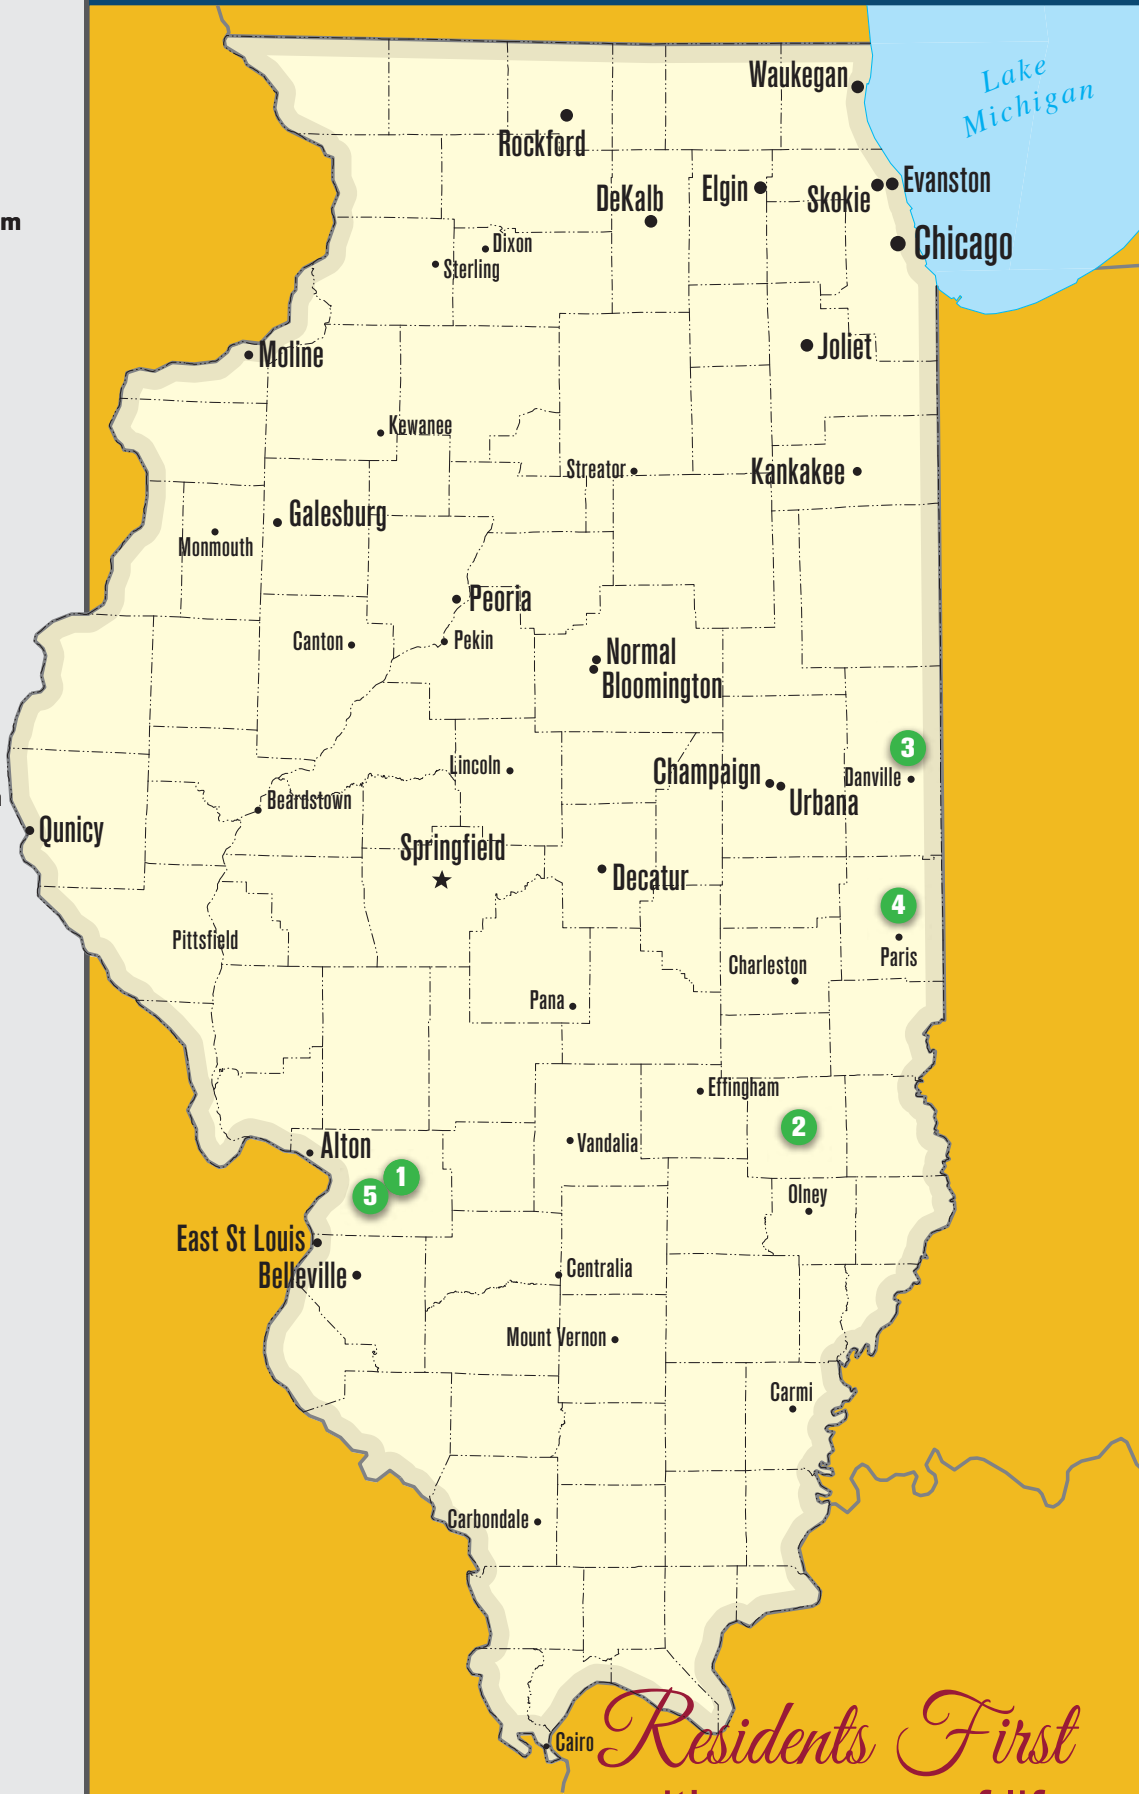 m
Lake
Michigan
Waukegan
Rockford
Evanston
Elgin
Skokie
DeKalb
Chicago
Dixon
Sterling
Joliet
Moline
Kewanee
Streator
Kankakee
Galesburg
Monmouth
Peoria
Canton
Pekin
Normal
Bloomington
3
Lincoln
Champaign
Danville
Beardstown
Urbana
Qunicy
Springfield
Decatur
4
Pittsfield
Paris
Charleston
Pana
Effingham
2
Vandalia
Alton
1
5
Olney
East St Louis
Belleville
Centralia
Mount Vernon
Carmi
Carbondale
Cairo
Residents First